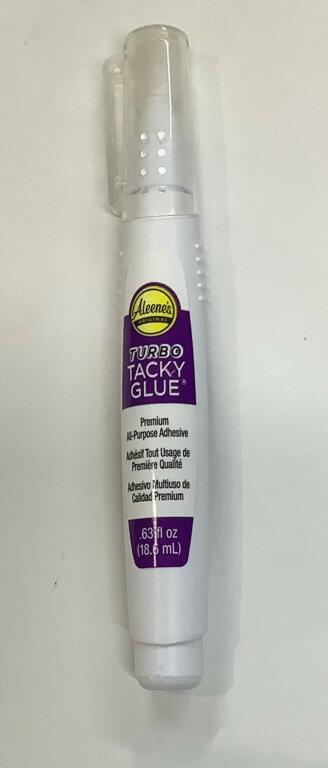 Aleene's
ORIGINAL
TURBO
TACKY
GLUE®
Premium
All-Purpose Adhesive
Adhésif Tout Usage de
Première Qualité
Adhesivo Multiuso de
Calidad Premium
.63 fl oz
(18.6 mL)